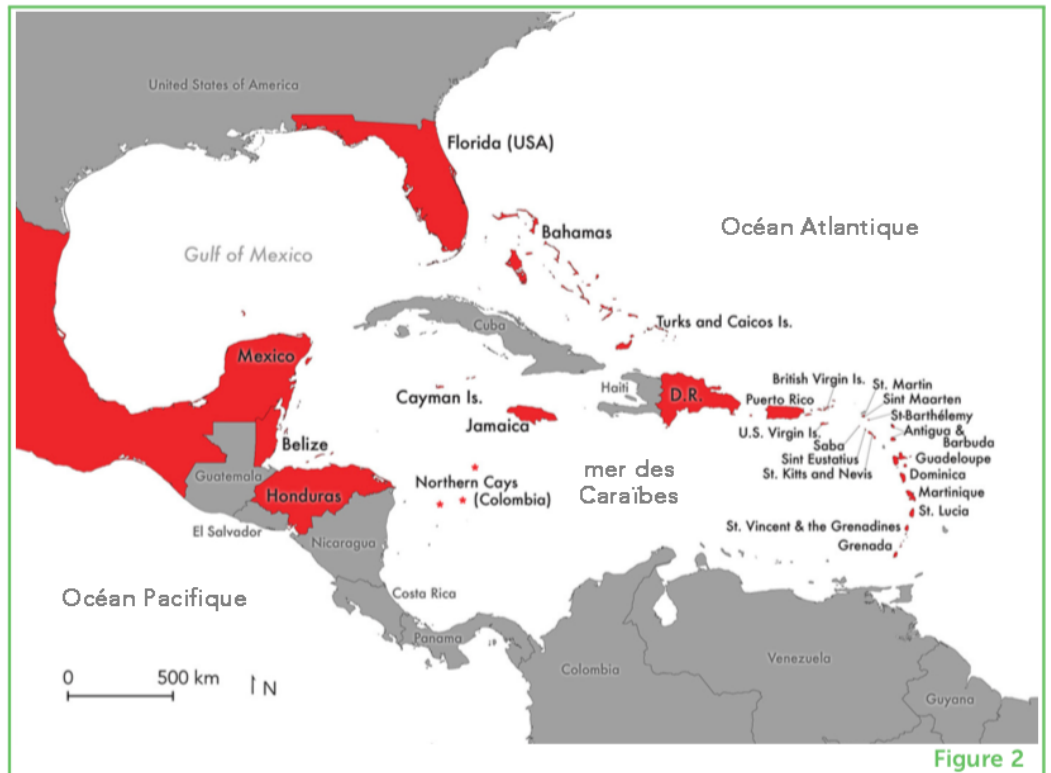 United States of America
Florida (USA)
Bahamas
Océan Atlantique
Gulf of Mexico
Turks and Caicos Is.
Cuba
Mexico
Haiti
D.R.
Puerto Rico
British Virgin Is.
St. Martin
Sint Maarten
St-Barthélemy
Cayman Is.
Jamaica
U.S. Virgin Is.
Saba
Sint Eustatius
St. Kitts and Nevis
Antigua &
Barbuda
Guadeloupe
Dominica
Martinique
St. Lucia
St. Vincent & the Grenadines
Grenada
Belize
Guatemala
Honduras
Northern Cays
(Colombia)
mer des
Caraïbes
El Salvador
Nicaragua
Océan Pacifique
Costa Rica
Panama
Colombia
Venezuela
Guyana
0 500 km
N
Figure 2